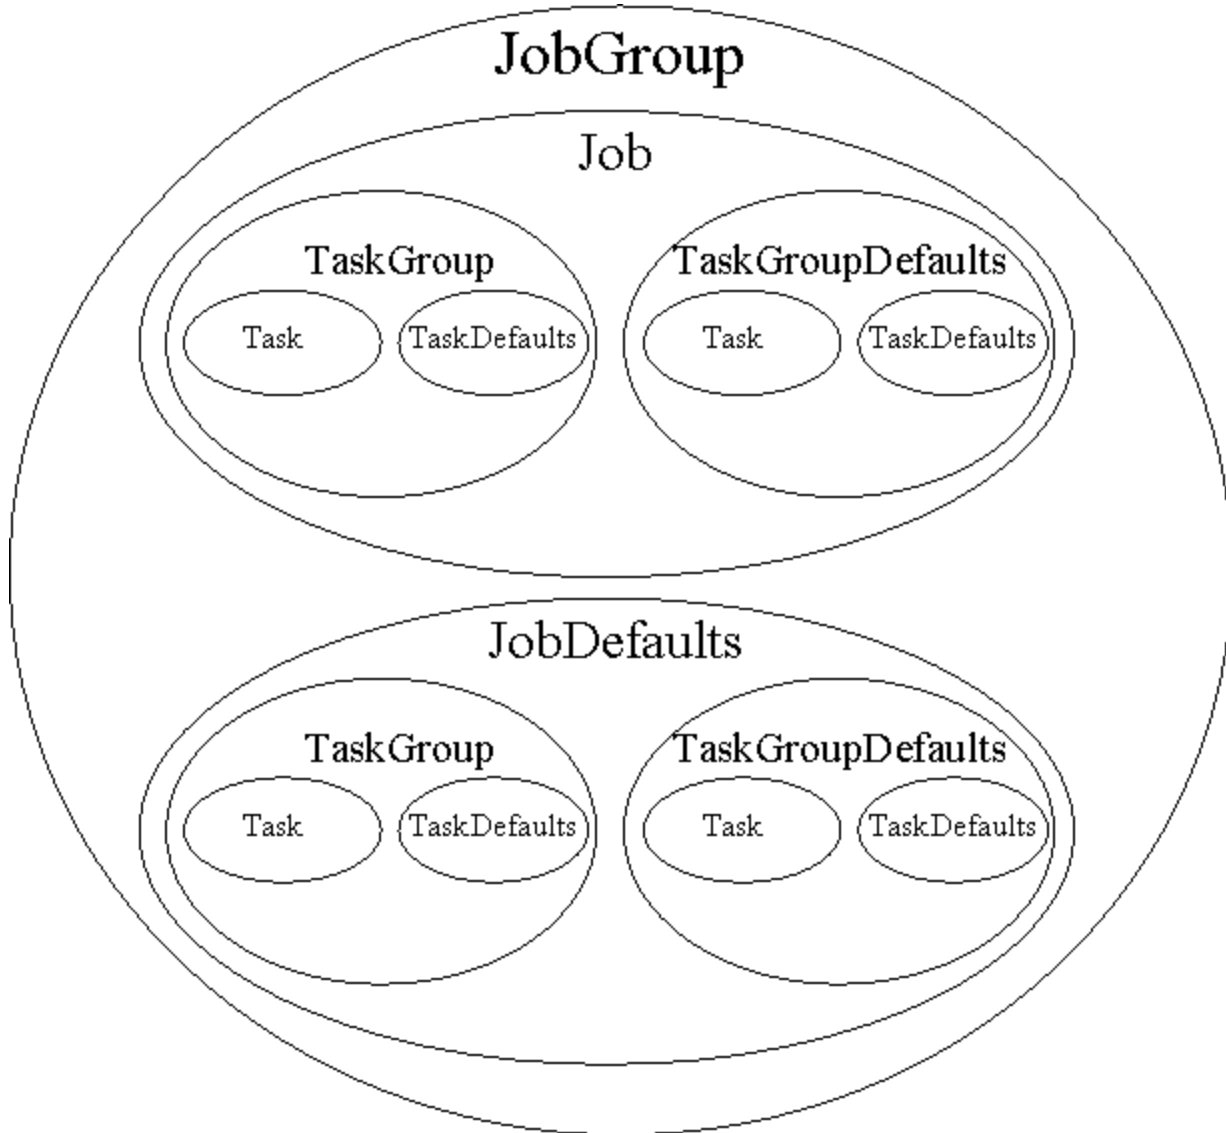 JobGroup
Job
TaskGroup
TaskGroupDefaults
Task
TaskDefaults
Task
TaskDefaults
JobDefaults
TaskGroup
TaskGroupDefaults
Task
TaskDefaults
Task
TaskDefaults